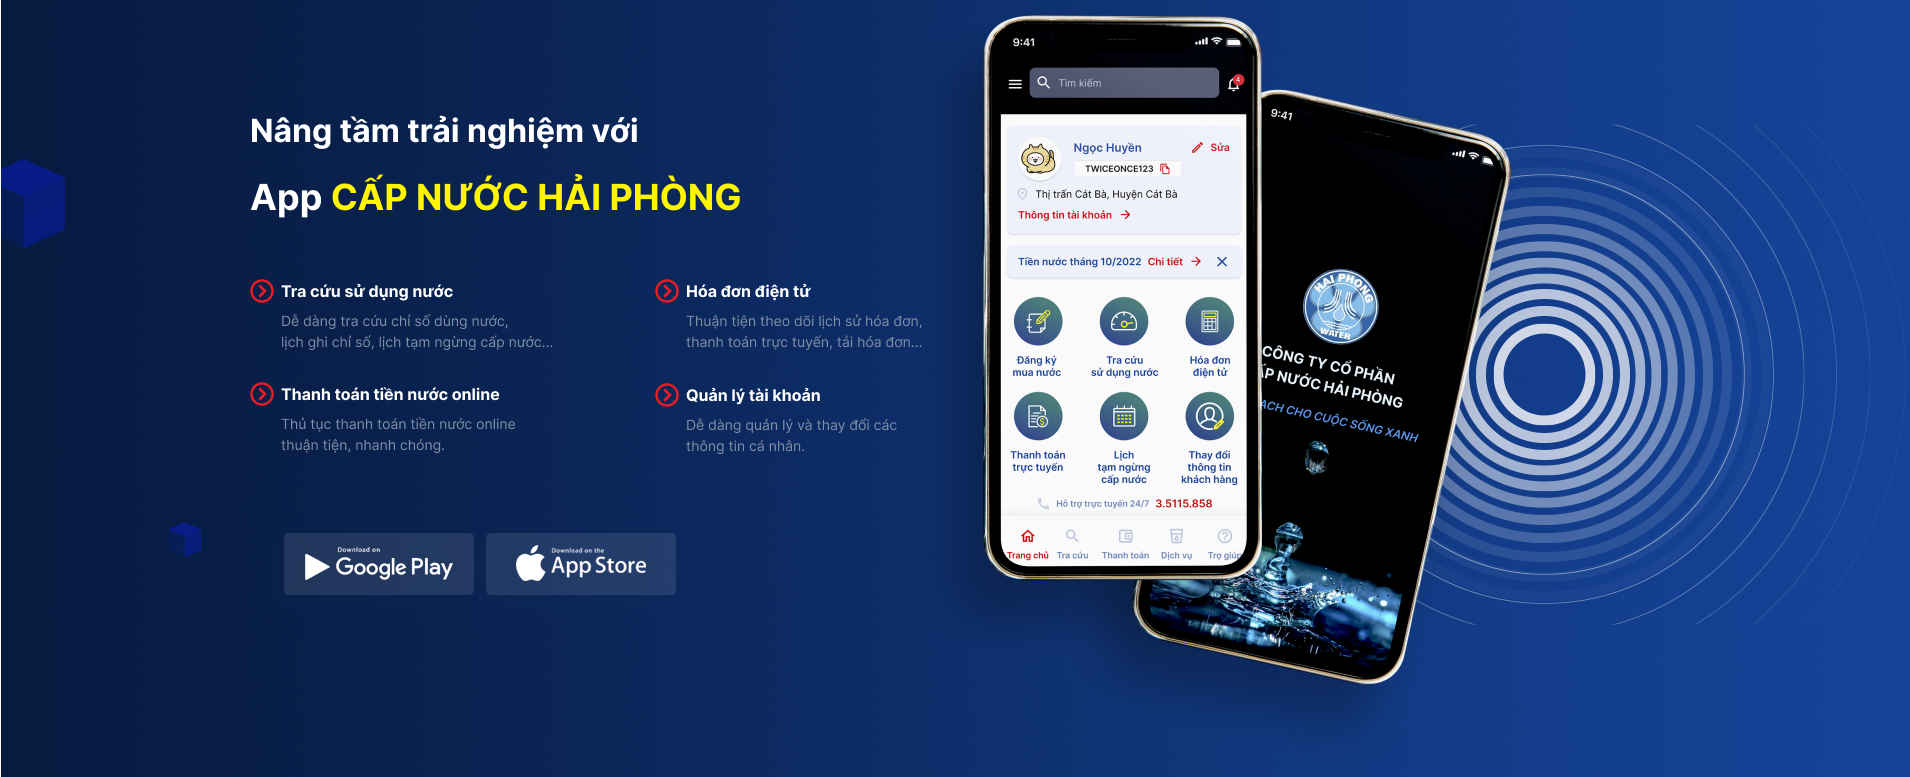 Nâng tầm trải nghiệm với
App CẤP NƯỚC HẢI PHÒNG
Tra cứu sử dụng nước
Dễ dàng tra cứu chỉ số dùng nước,
lịch ghi chỉ số, lịch tạm ngừng cấp nước...
Hóa đơn điện tử
Thuận tiện theo dõi lịch sử hóa đơn,
thanh toán trực tuyến, tải hóa đơn...
Thanh toán tiền nước online
Thủ tục thanh toán tiền nước online
thuận tiện, nhanh chóng.
Quản lý tài khoản
Dễ dàng quản lý và thay đổi các
thông tin cá nhân.
Download on
Google Play
Download on the
App Store
9:41
Tìm kiếm
4
Ngọc Huyền
Sửa
TWICEONCE123
Thị trấn Cát Bà, Huyện Cát Bà
Thông tin tài khoản
Tiền nước tháng 10/2022 Chi tiết
Đăng ký
mua nước
Tra cứu
sử dụng nước
Hóa đơn
điện tử
Thanh toán
trực tuyến
Lịch
tạm ngừng
cấp nước
Thay đổi
thông tin
khách hàng
Hỗ trợ trực tuyến 24/7 3.5115.858
Trang chủ
Tra cứu
Thanh toán
Dịch vụ
Trợ giúp
9:41
HAI PHONG
WATER
CÔNG TY CỔ PHẦN
ẤP NƯỚC HẢI PHÒNG
ẠCH CHO CUỘC SỐNG XANH